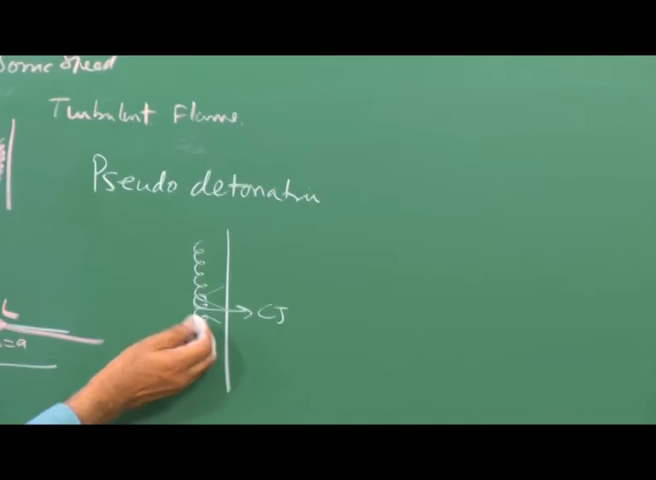 Sonic Speed
Turbulent Flame.
Pseudo detonation
CJ
=a